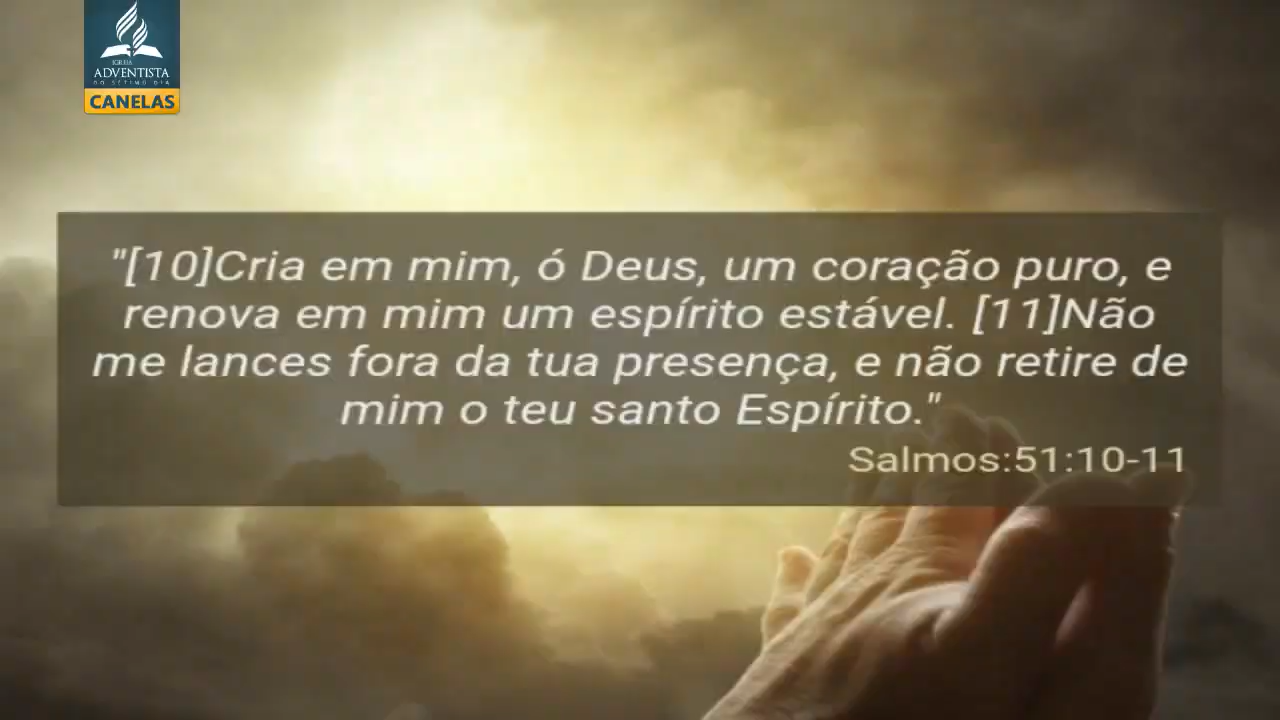 IGREJA
ADVENTISTA
DO SÉTIMO DIA
CANELAS
"[10]Cria em mim, ó Deus, um coração puro, e
renova em mim um espírito estável. [11]Não
me lances fora da tua presença, e não retire de
mim o teu santo Espírito."
Salmos:51:10-11